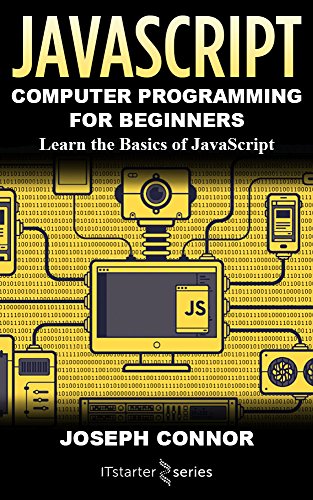 JAVASCRIPT
COMPUTER PROGRAMMING
FOR BEGINNERS
Learn the Basics of JavaScript
JS
JOSEPH CONNOR
ITstarter series